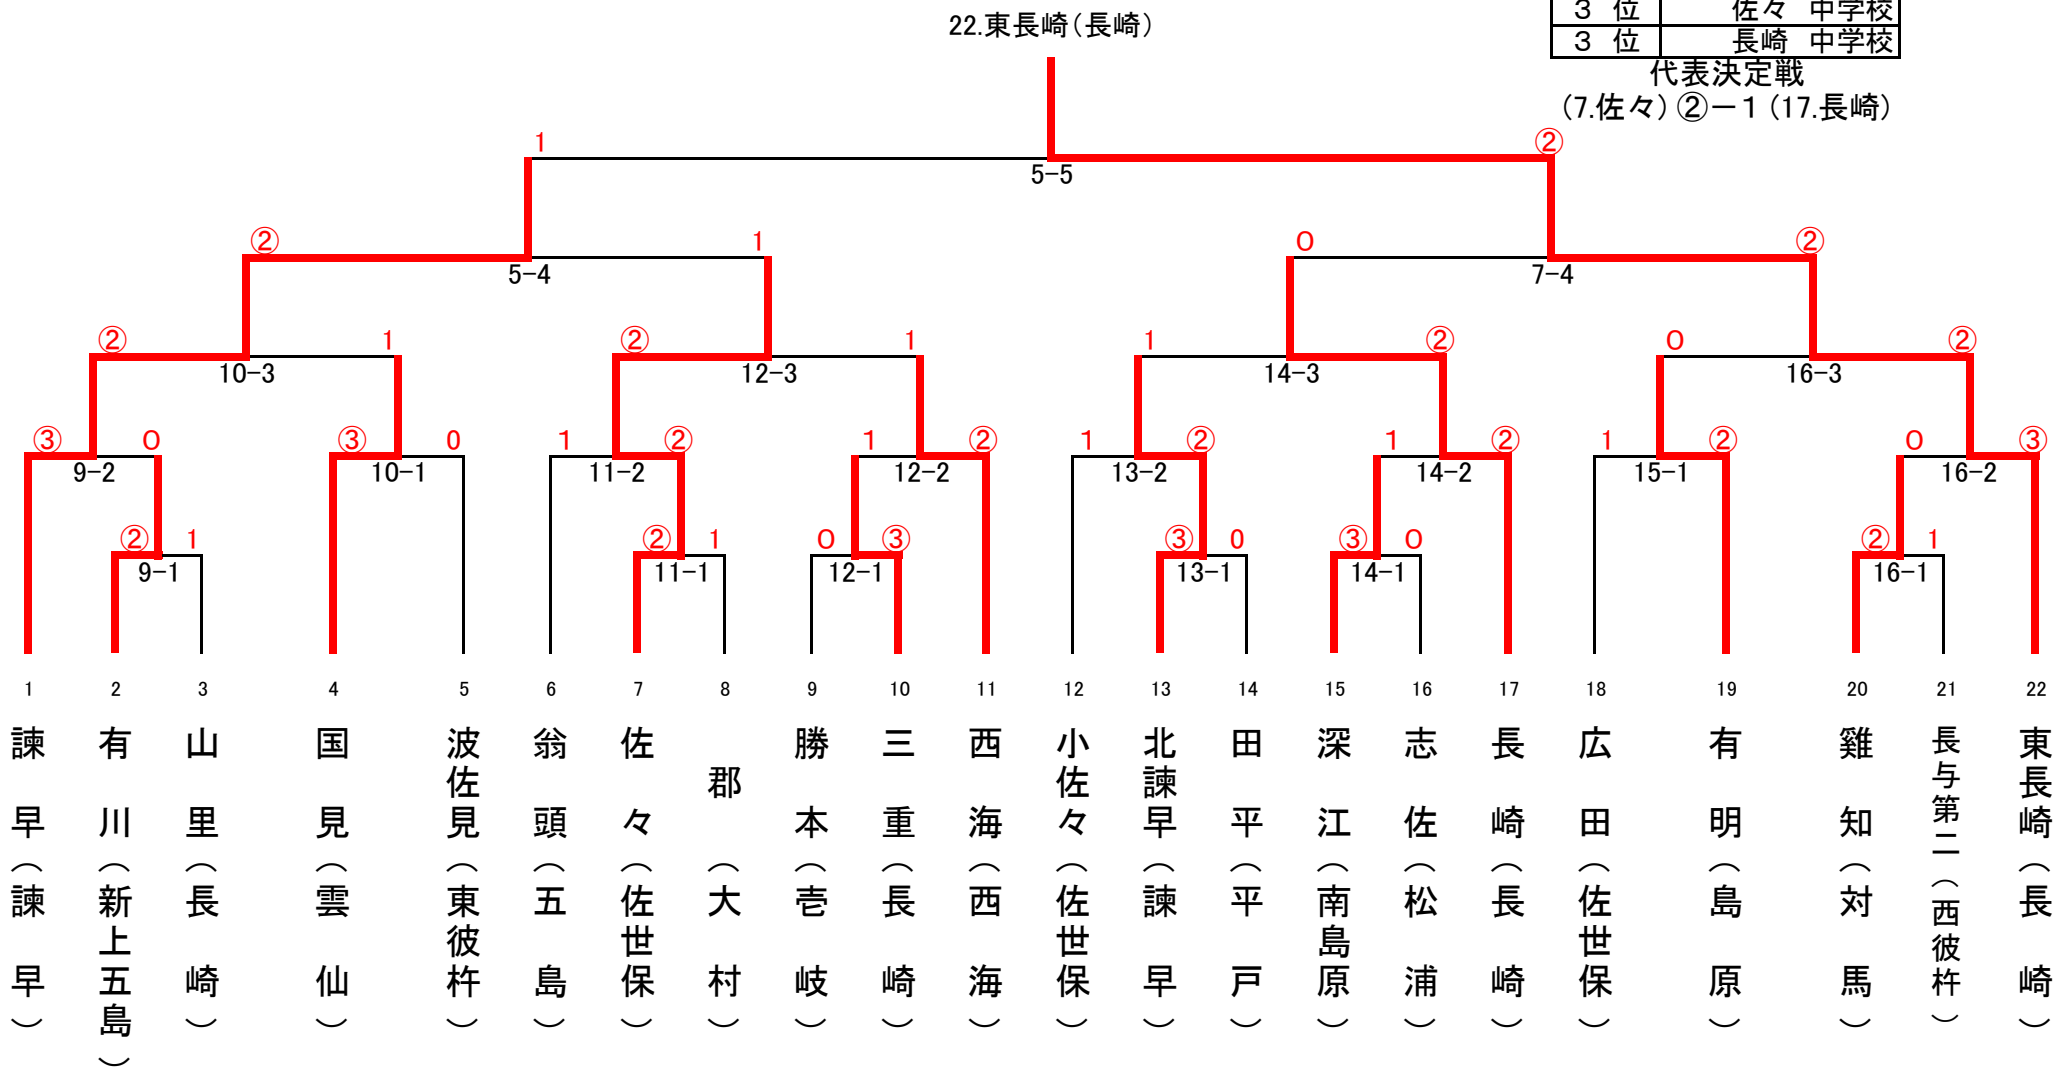 22.東長崎(長崎)
３ 位 佐々 中学校
３ 位 長崎 中学校
代表決定戦
(7.佐々)②－1(17.長崎)
1 ②
5−5
② 1 0 ②
5−4 7−4
② 1 ② 1 1 ② 0 ②
10−3 12−3 14−3 16−3
③ 0 ③ 0 1 ② 1 ② 1 ② 1 ② 1 ② 0 ③
9−2 10−1 11−2 12−2 13−2 14−2 15−1 16−2
② 1 ② 1 0 ③ ③ 0 ③ 0 ② 1
9−1 11−1 12−1 13−1 14−1 16−1
1 2 3 4 5 6 7 8 9 10 11 12 13 14 15 16 17 18 19 20 21 22
諫早(諫早)
有川(新上五島)
山里(長崎)
国見(雲仙)
波佐見(東彼杵)
翁頭(五島)
佐々(佐世保)
郡(大村)
勝本(壱岐)
三重(長崎)
西海(西海)
小佐々(佐世保)
北諫早(諫早)
田平(平戸)
深江(南島原)
志佐(松浦)
長崎(長崎)
広田(佐世保)
有明(島原)
雞知(対馬)
長与第二(西彼杵)
東長崎(長崎)